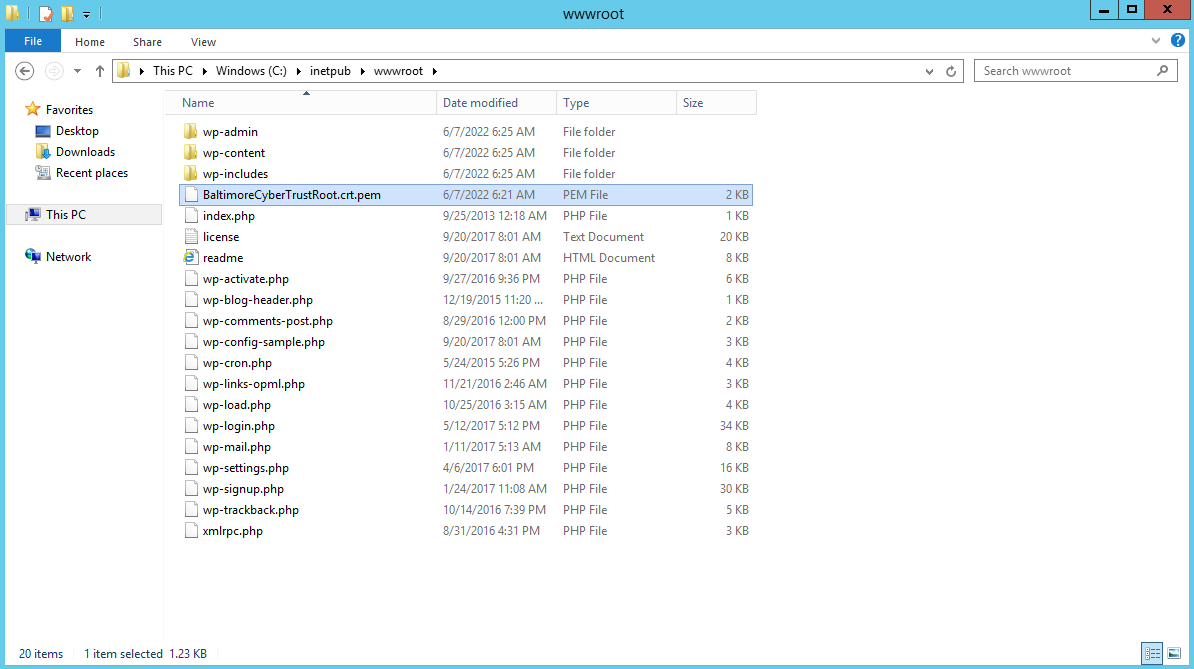 wwwroot
File Home Share View
This PC Windows (C:) inetpub wwwroot Search wwwroot
Favorites
Desktop
Downloads
Recent places
This PC
Network
Name Date modified Type Size
wp-admin 6/7/2022 6:25 AM File folder
wp-content 6/7/2022 6:25 AM File folder
wp-includes 6/7/2022 6:25 AM File folder
BaltimoreCyberTrustRoot.crt.pem 6/7/2022 6:21 AM PEM File 2 KB
index.php 9/25/2013 12:18 AM PHP File 1 KB
license 9/20/2017 8:01 AM Text Document 20 KB
readme 9/20/2017 8:01 AM HTML Document 8 KB
wp-activate.php 9/27/2016 9:36 PM PHP File 6 KB
wp-blog-header.php 12/19/2015 11:20 ... PHP File 1 KB
wp-comments-post.php 8/29/2016 12:00 PM PHP File 2 KB
wp-config-sample.php 9/20/2017 8:01 AM PHP File 3 KB
wp-cron.php 5/24/2015 5:26 PM PHP File 4 KB
wp-links-opml.php 11/21/2016 2:46 AM PHP File 3 KB
wp-load.php 10/25/2016 3:15 AM PHP File 4 KB
wp-login.php 5/12/2017 5:12 PM PHP File 34 KB
wp-mail.php 1/11/2017 5:13 AM PHP File 8 KB
wp-settings.php 4/6/2017 6:01 PM PHP File 16 KB
wp-signup.php 1/24/2017 11:08 AM PHP File 30 KB
wp-trackback.php 10/14/2016 7:39 PM PHP File 5 KB
xmlrpc.php 8/31/2016 4:31 PM PHP File 3 KB
20 items 1 item selected 1.23 KB